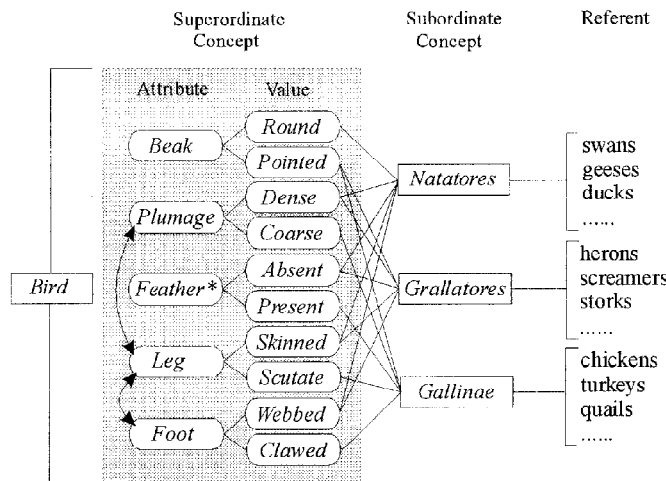 Superordinate Concept
Subordinate Concept
Referent
Attribute
Value
Bird
Beak
Plumage
Feather*
Leg
Foot
Round
Pointed
Dense
Coarse
Absent
Present
Skinned
Scutate
Webbed
Clawed
Natatores
Grallatores
Gallinae
swans
geeses
ducks
......
herons
screamers
storks
......
chickens
turkeys
quails
......